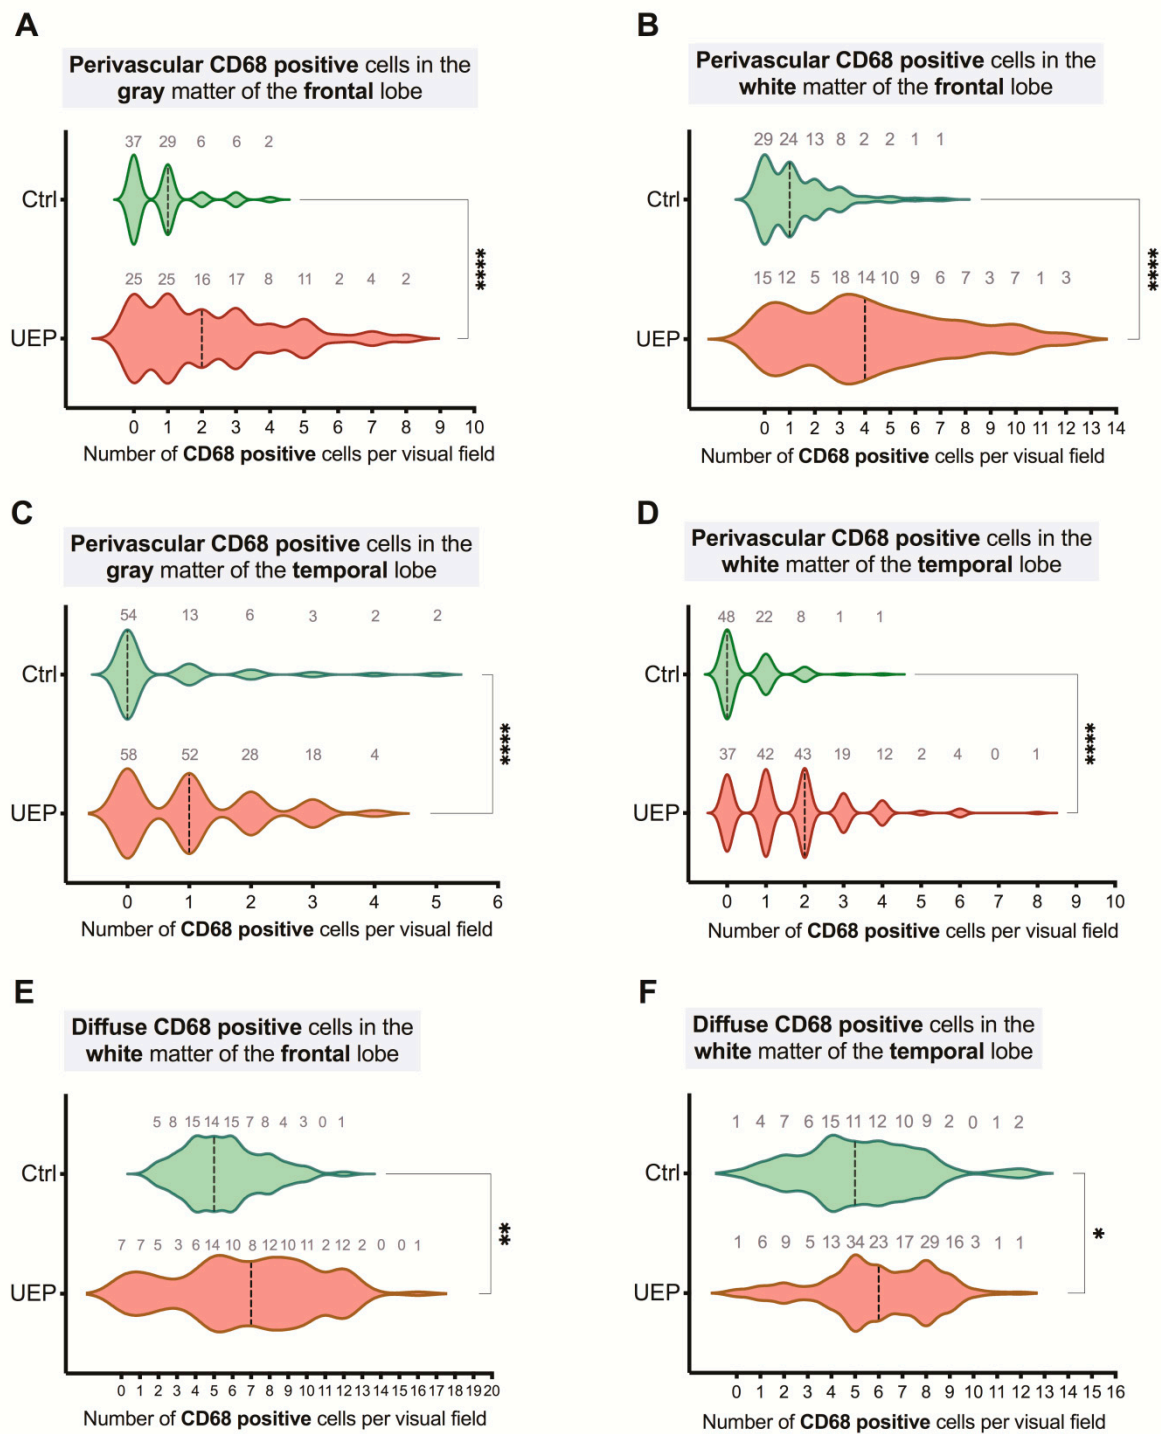 A
Perivascular CD68 positive cells in the
gray matter of the frontal lobe
37 29 6 6 2
Ctrl
25 25 16 17 8 11 2 4 2
UEP
****
0 1 2 3 4 5 6 7 8 9 10
Number of CD68 positive cells per visual field
B
Perivascular CD68 positive cells in the
white matter of the frontal lobe
29 24 13 8 2 2 1 1
Ctrl
15 12 5 18 14 10 9 6 7 3 7 1 3
UEP
****
0 1 2 3 4 5 6 7 8 9 10 11 12 13 14
Number of CD68 positive cells per visual field
C
Perivascular CD68 positive cells in the
gray matter of the temporal lobe
54 13 6 3 2 2
Ctrl
58 52 28 18 4
UEP
****
0 1 2 3 4 5 6
Number of CD68 positive cells per visual field
D
Perivascular CD68 positive cells in the
white matter of the temporal lobe
48 22 8 1 1
Ctrl
37 42 43 19 12 2 4 0 1
UEP
****
0 1 2 3 4 5 6 7 8 9 10
Number of CD68 positive cells per visual field
E
Diffuse CD68 positive cells in the
white matter of the frontal lobe
5 8 15 14 15 7 8 4 3 0 1
Ctrl
7 7 5 3 6 14 10 8 12 10 11 2 12 2 0 0 1
UEP
**
0 1 2 3 4 5 6 7 8 9 10 11 12 13 14 15 16 17 18 19 20
Number of CD68 positive cells per visual field
F
Diffuse CD68 positive cells in the
white matter of the temporal lobe
1 4 7 6 15 11 12 10 9 2 0 1 2
Ctrl
1 6 9 5 13 34 23 17 29 16 3 1 1
UEP
*
0 1 2 3 4 5 6 7 8 9 10 11 12 13 14 15 16
Number of CD68 positive cells per visual field